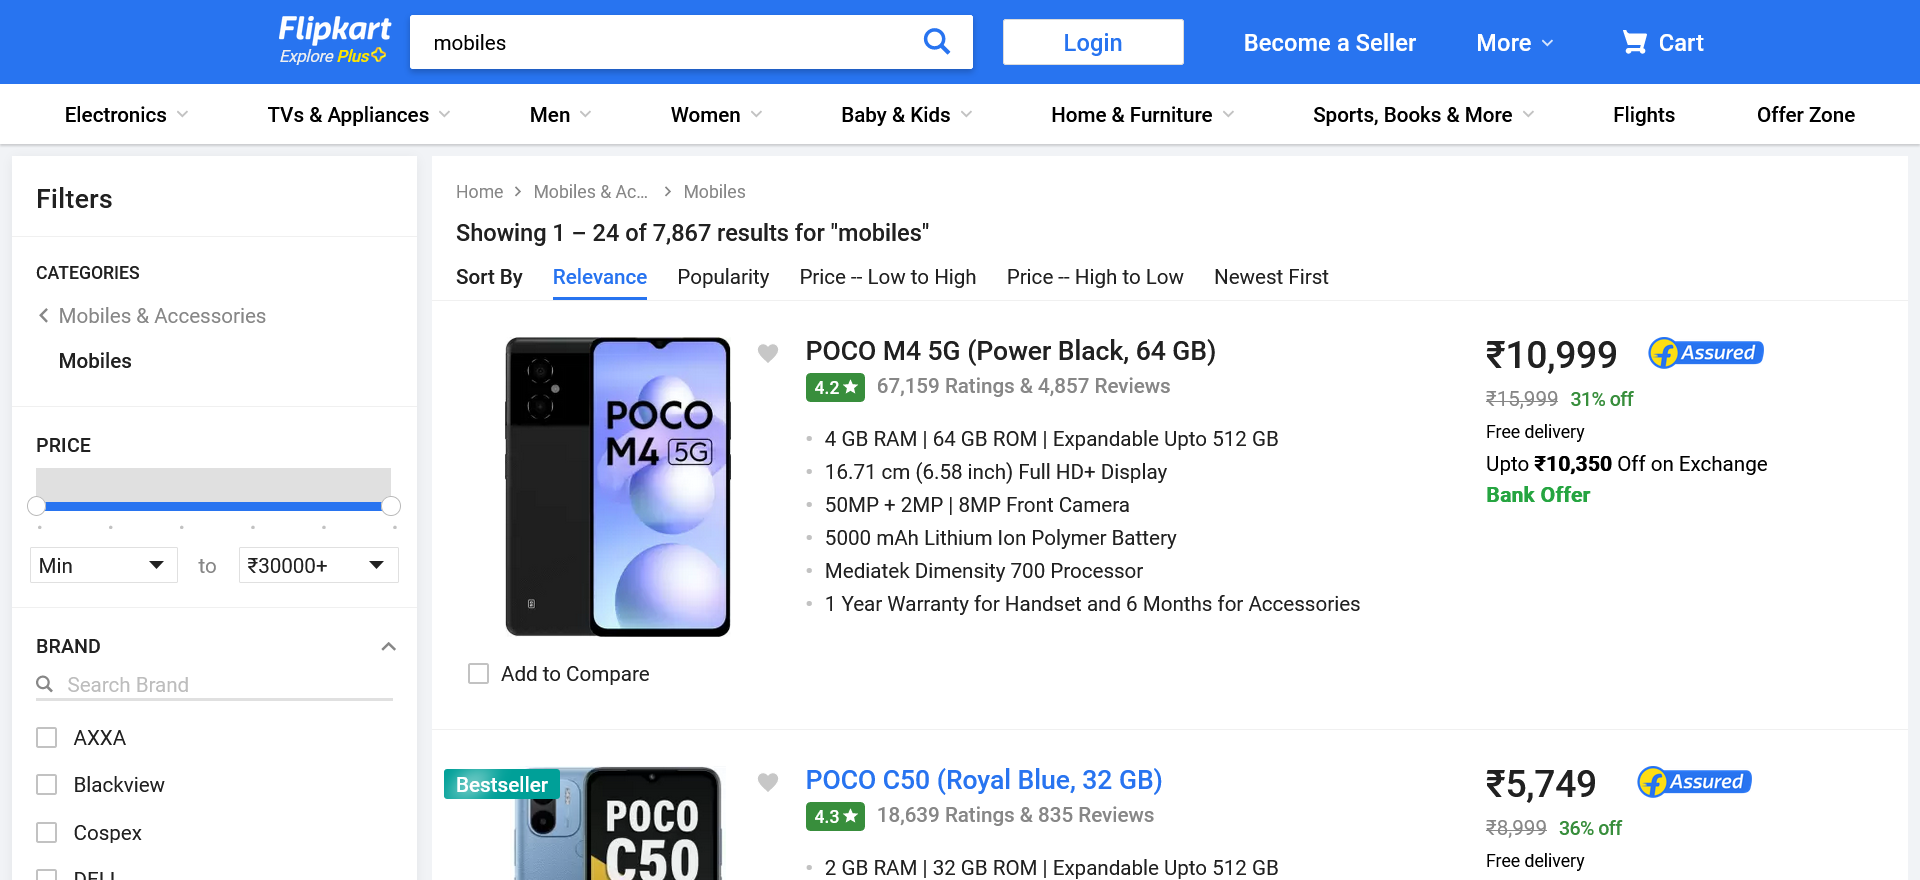 Flipkart
Explore Plus
mobiles
Login
Become a Seller
More
Cart
Electronics
TVs & Appliances
Men
Women
Baby & Kids
Home & Furniture
Sports, Books & More
Flights
Offer Zone
Filters
CATEGORIES
Mobiles & Accessories
Mobiles
PRICE
Min
to
₹30000+
BRAND
Search Brand
AXXA
Blackview
Cospex
DELL
Home
Mobiles & Ac...
Mobiles
Showing 1 – 24 of 7,867 results for "mobiles"
Sort By
Relevance
Popularity
Price -- Low to High
Price -- High to Low
Newest First
POCO
M4 5G
Add to Compare
POCO M4 5G (Power Black, 64 GB)
4.2★
67,159 Ratings & 4,857 Reviews
4 GB RAM | 64 GB ROM | Expandable Upto 512 GB
16.71 cm (6.58 inch) Full HD+ Display
50MP + 2MP | 8MP Front Camera
5000 mAh Lithium Ion Polymer Battery
Mediatek Dimensity 700 Processor
1 Year Warranty for Handset and 6 Months for Accessories
₹10,999
Assured
₹15,999 31% off
Free delivery
Upto ₹10,350 Off on Exchange
Bank Offer
Bestseller
POCO
C50
POCO C50 (Royal Blue, 32 GB)
4.3★
18,639 Ratings & 835 Reviews
2 GB RAM | 32 GB ROM | Expandable Upto 512 GB
₹5,749
Assured
₹8,999 36% off
Free delivery